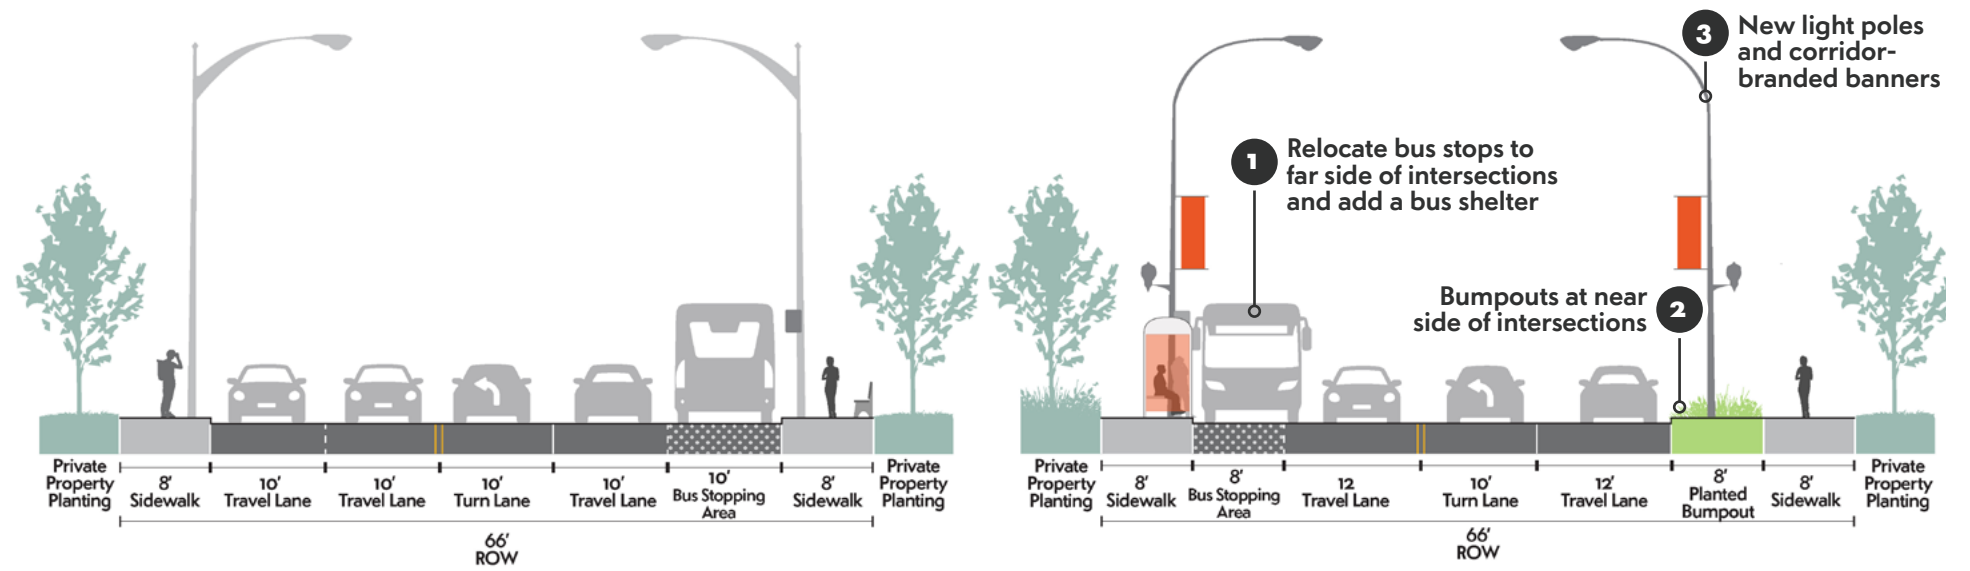 3
New light poles
and corridor-
branded banners
1
Relocate bus stops to
far side of intersections
and add a bus shelter
Bumpouts at near
side of intersections
2
Private
Property
Planting
8'
Sidewalk
10'
Travel Lane
10'
Travel Lane
10'
Turn Lane
10'
Travel Lane
10'
Bus Stopping
Area
8'
Sidewalk
Private
Property
Planting
66'
ROW
Private
Property
Planting
8'
Sidewalk
8'
Bus Stopping
Area
12
Travel Lane
10'
Turn Lane
12'
Travel Lane
8'
Planted
Bumpout
8'
Sidewalk
Private
Property
Planting
66'
ROW